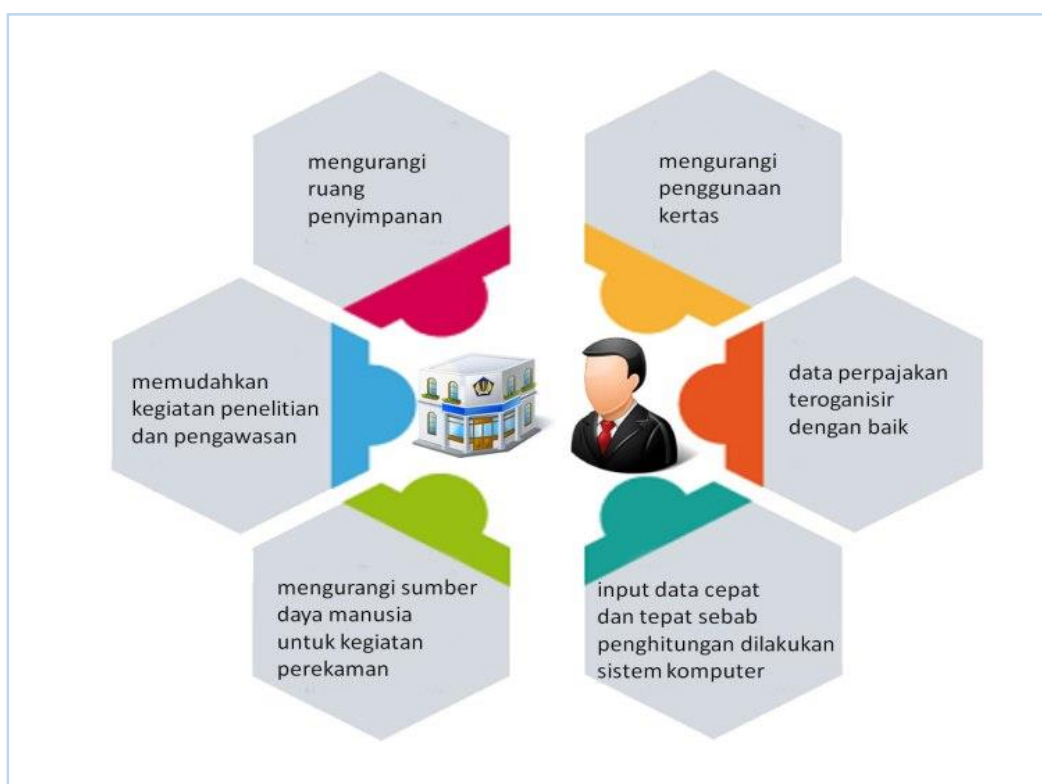 mengurangi
ruang
penyimpanan
mengurangi
penggunaan
kertas
memudahkan
kegiatan penelitian
dan pengawasan
data perpajakan
teroganisir
dengan baik
mengurangi sumber
daya manusia
untuk kegiatan
perekaman
input data cepat
dan tepat sebab
penghitungan dilakukan
sistem komputer